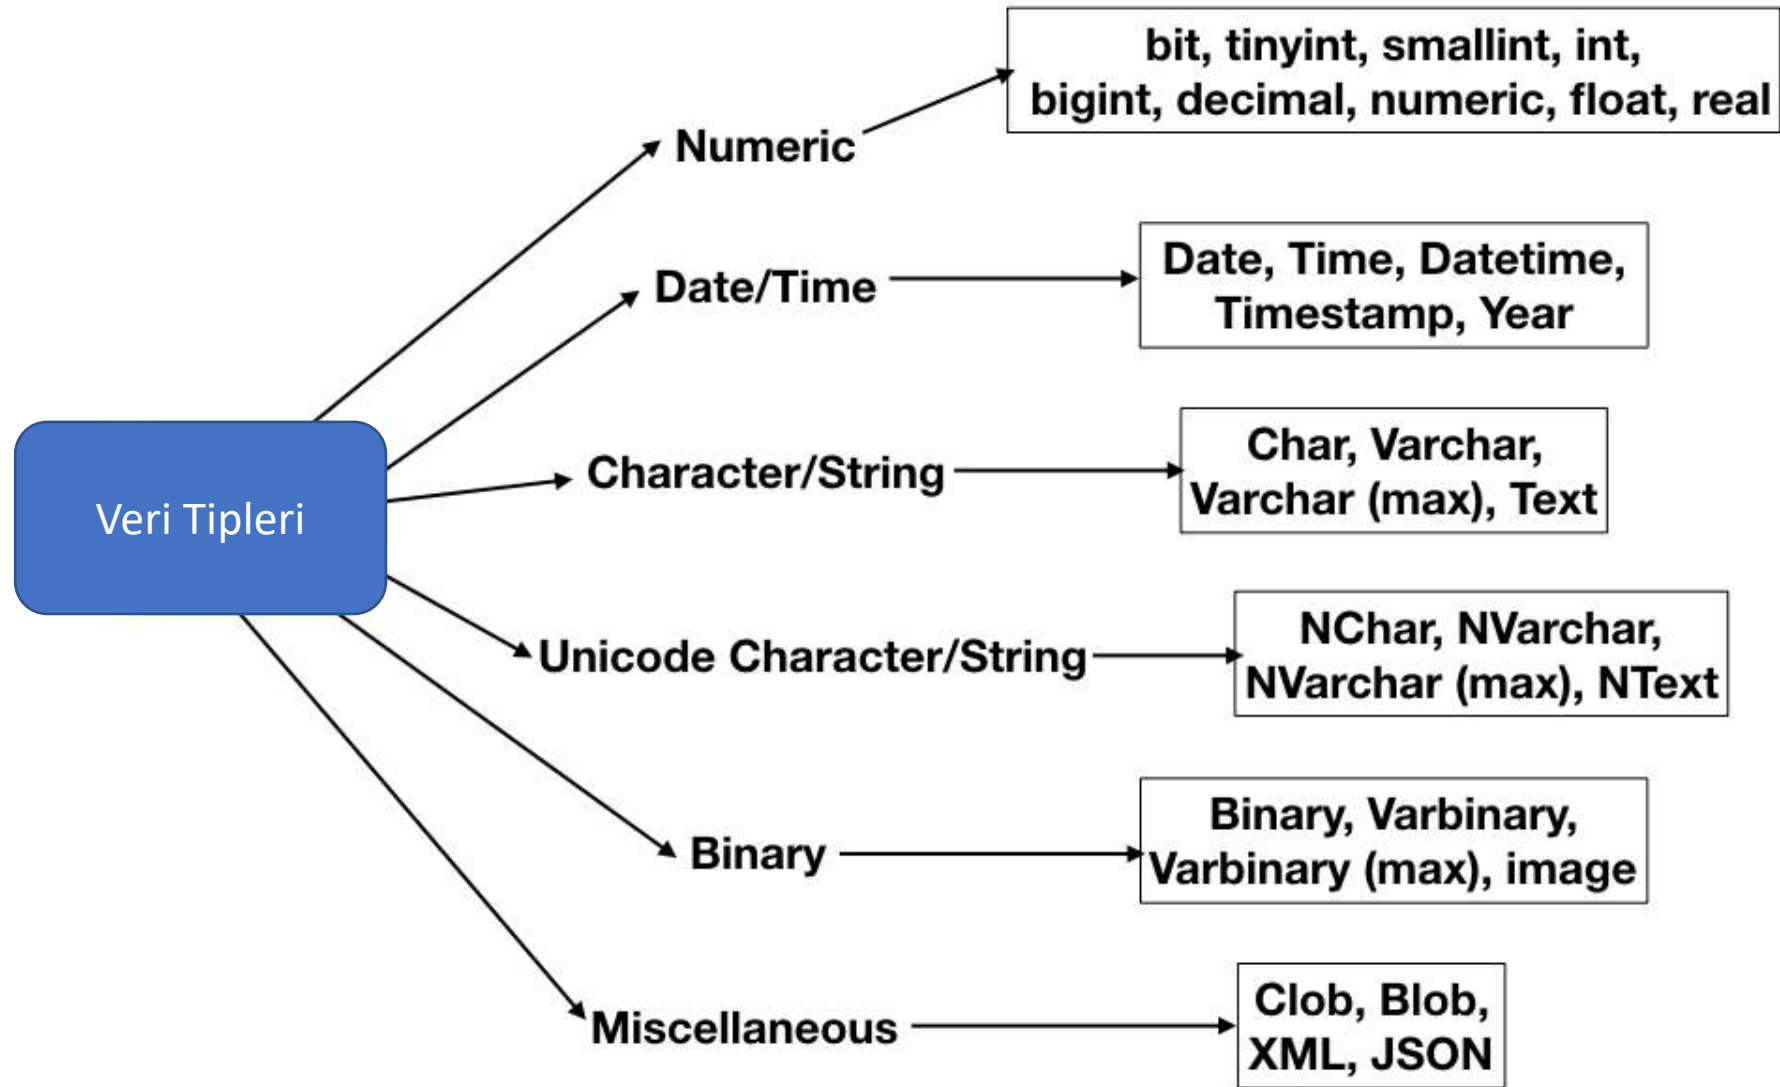 Veri Tipleri
Numeric
bit, tinyint, smallint, int,
bigint, decimal, numeric, float, real
Date/Time
Date, Time, Datetime,
Timestamp, Year
Character/String
Char, Varchar,
Varchar (max), Text
Unicode Character/String
NChar, NVarchar,
NVarchar (max), NText
Binary
Binary, Varbinary,
Varbinary (max), image
Miscellaneous
Clob, Blob,
XML, JSON